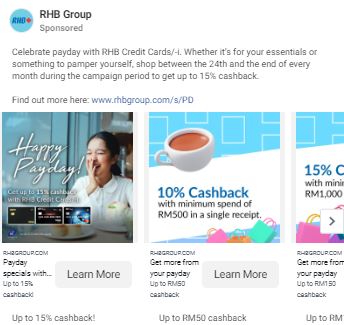 RHB Group
Sponsored
RHB
Celebrate payday with RHB Credit Cards/-i. Whether it's for your essentials or
something to pamper yourself, shop between the 24th and the end of every
month during the campaign period to get up to 15% cashback.
Find out more here: www.rhbgroup.com/s/PD
Happy
Payday!
Get up to 15% cashback
with RHB Credit Cards/-i
10% Cashback
with minimum spend of
RM500 in a single receipt.
15% C
with mini
RM1,000
RHBGROUP.COM
Payday
specials with...
Up to 15%
cashback!
Learn More
RHBGROUP.COM
Get more from
your payday
Up to RM50
cashback
Learn More
RHBGROUP.COM
Get more from
your payday
Up to RM150
cashback
Up to 15% cashback!
Up to RM50 cashback
Up to RM1